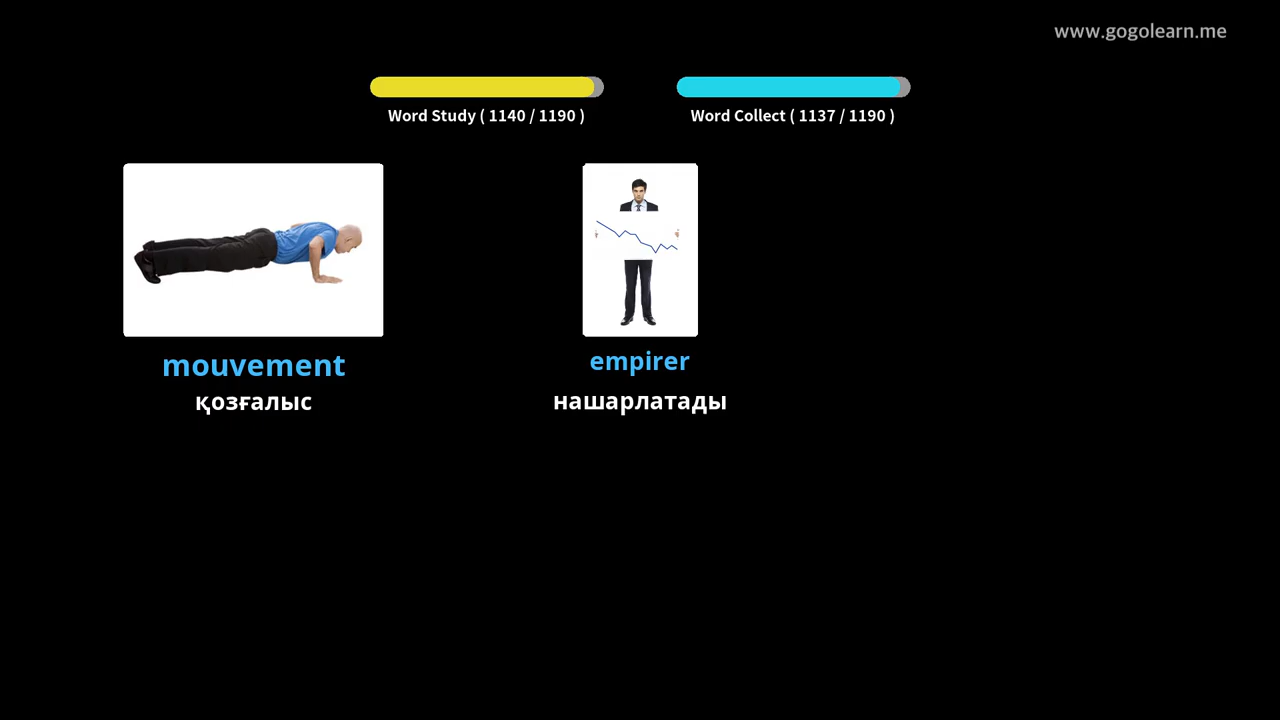 www.gogolearn.me
Word Study ( 1140 / 1190 )
Word Collect ( 1137 / 1190 )
mouvement
қозғалыс
empirer
нашарлатады